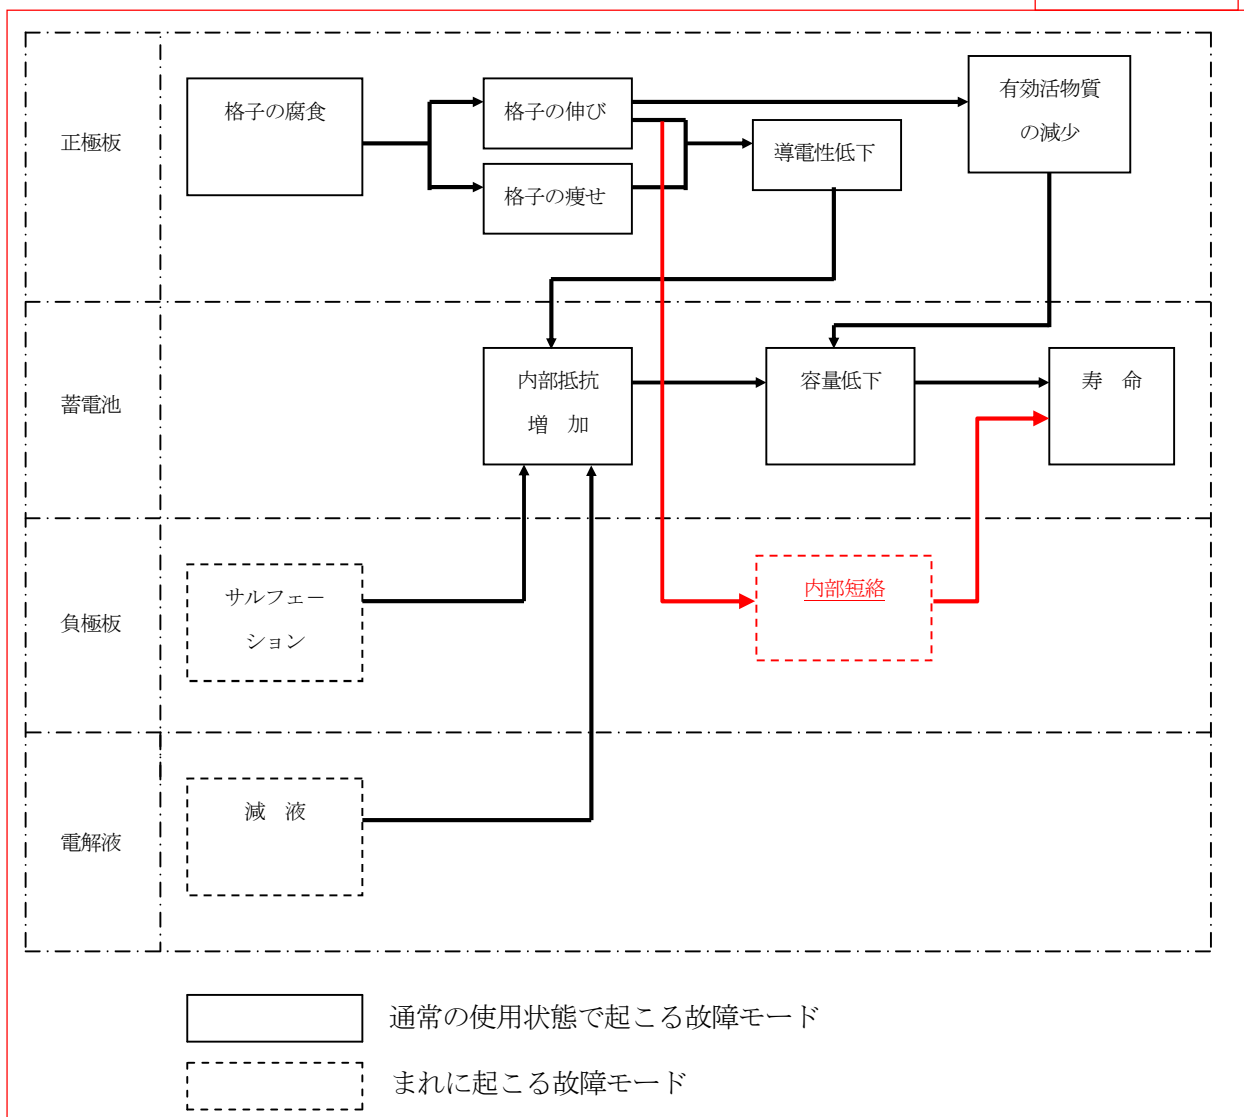 正極板
格子の腐食
格子の伸び
格子の痩せ
導電性低下
有効活物質
の減少
蓄電池
内部抵抗
増　加
容量低下
寿　命
負極板
サルフェー
ション
内部短絡
電解液
減　液
通常の使用状態で起こる故障モード
まれに起こる故障モード